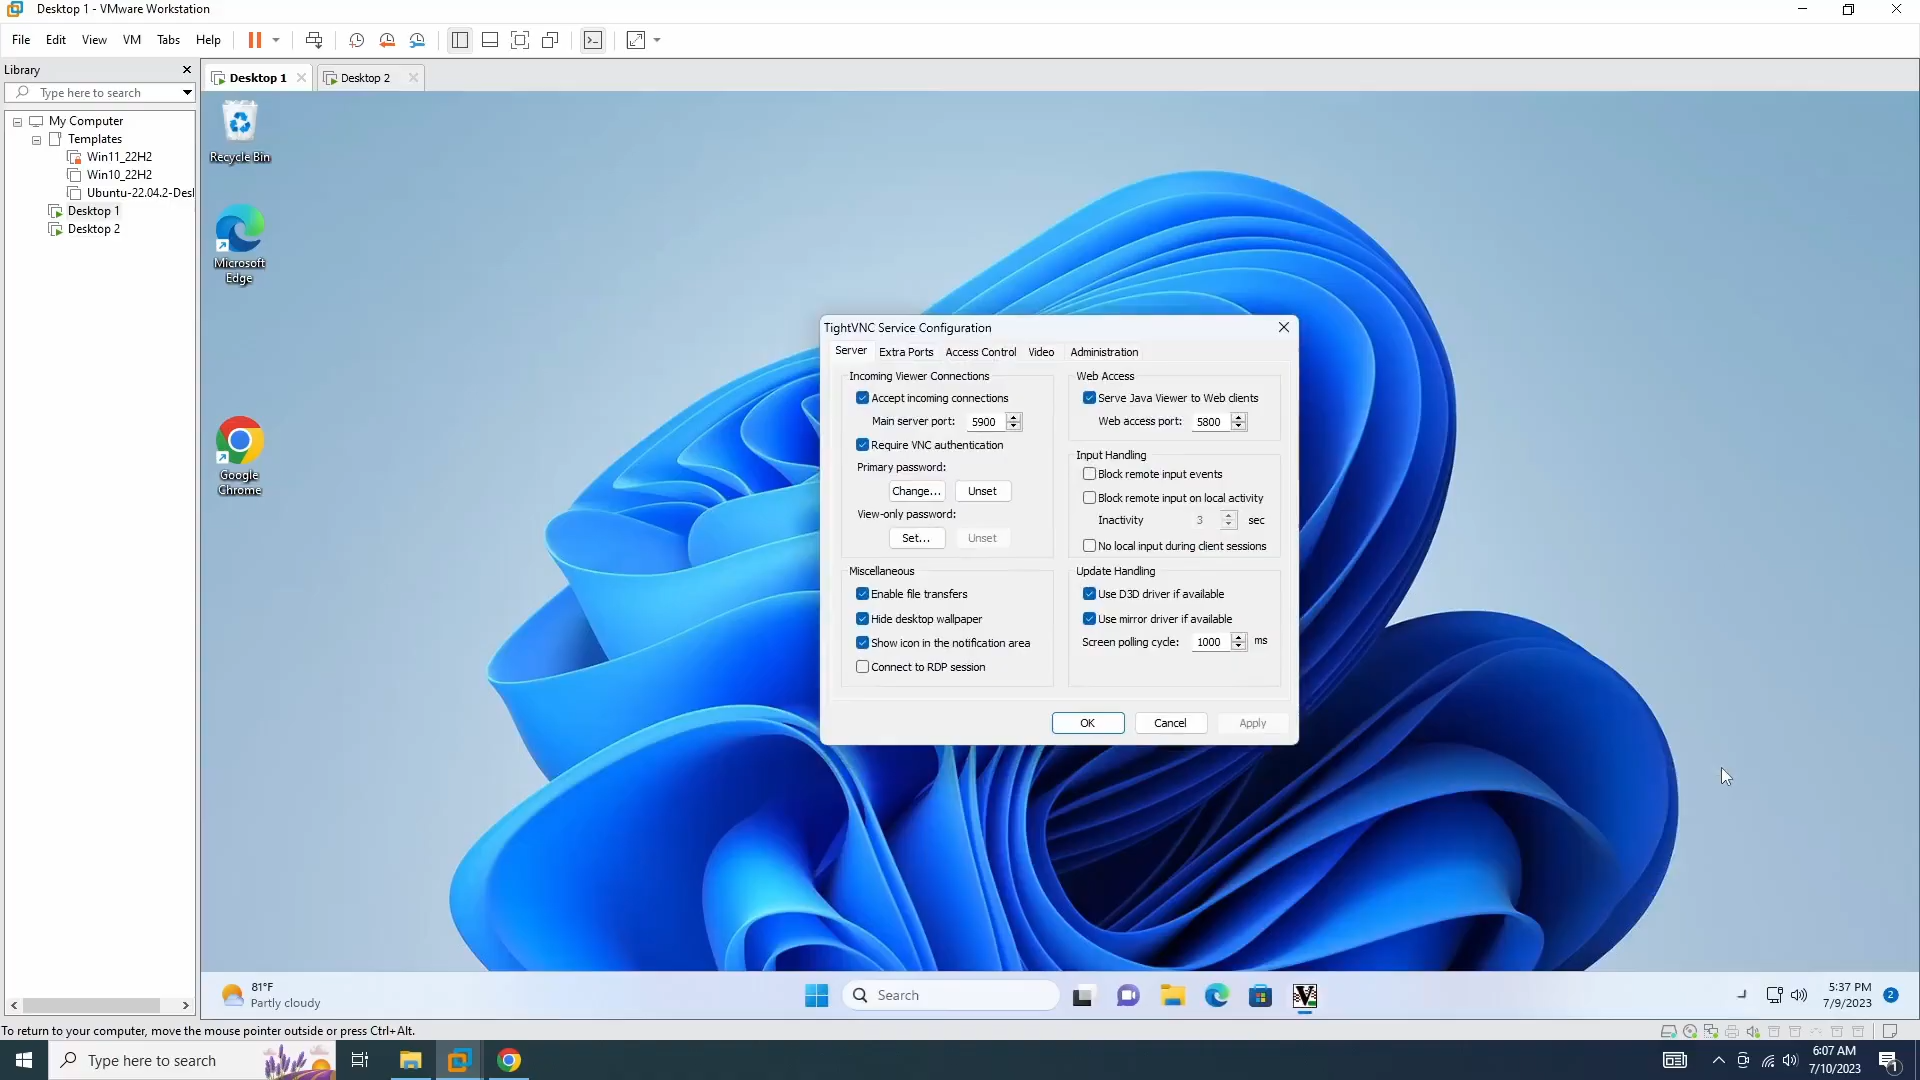 Desktop 1 - VMware Workstation
File Edit View VM Tabs Help
Library
Type here to search
My Computer
Templates
Win11_22H2
Win10_22H2
Ubuntu-22.04.2-Desl
Desktop 1
Desktop 2
Desktop 1 Desktop 2
Recycle Bin
Microsoft
Edge
Google
Chrome
TightVNC Service Configuration
Server Extra Ports Access Control Video Administration
Incoming Viewer Connections
Accept incoming connections
Main server port: 5900
Require VNC authentication
Primary password:
Change... Unset
View-only password:
Set... Unset
Miscellaneous
Enable file transfers
Hide desktop wallpaper
Show icon in the notification area
Connect to RDP session
Web Access
Serve Java Viewer to Web clients
Web access port: 5800
Input Handling
Block remote input events
Block remote input on local activity
Inactivity 3 sec
No local input during client sessions
Update Handling
Use D3D driver if available
Use mirror driver if available
Screen polling cycle: 1000 ms
OK Cancel Apply
81°F
Partly cloudy
Search
5:37 PM
7/9/2023
2
To return to your computer, move the mouse pointer outside or press Ctrl+Alt.
Type here to search
6:07 AM
7/10/2023
1